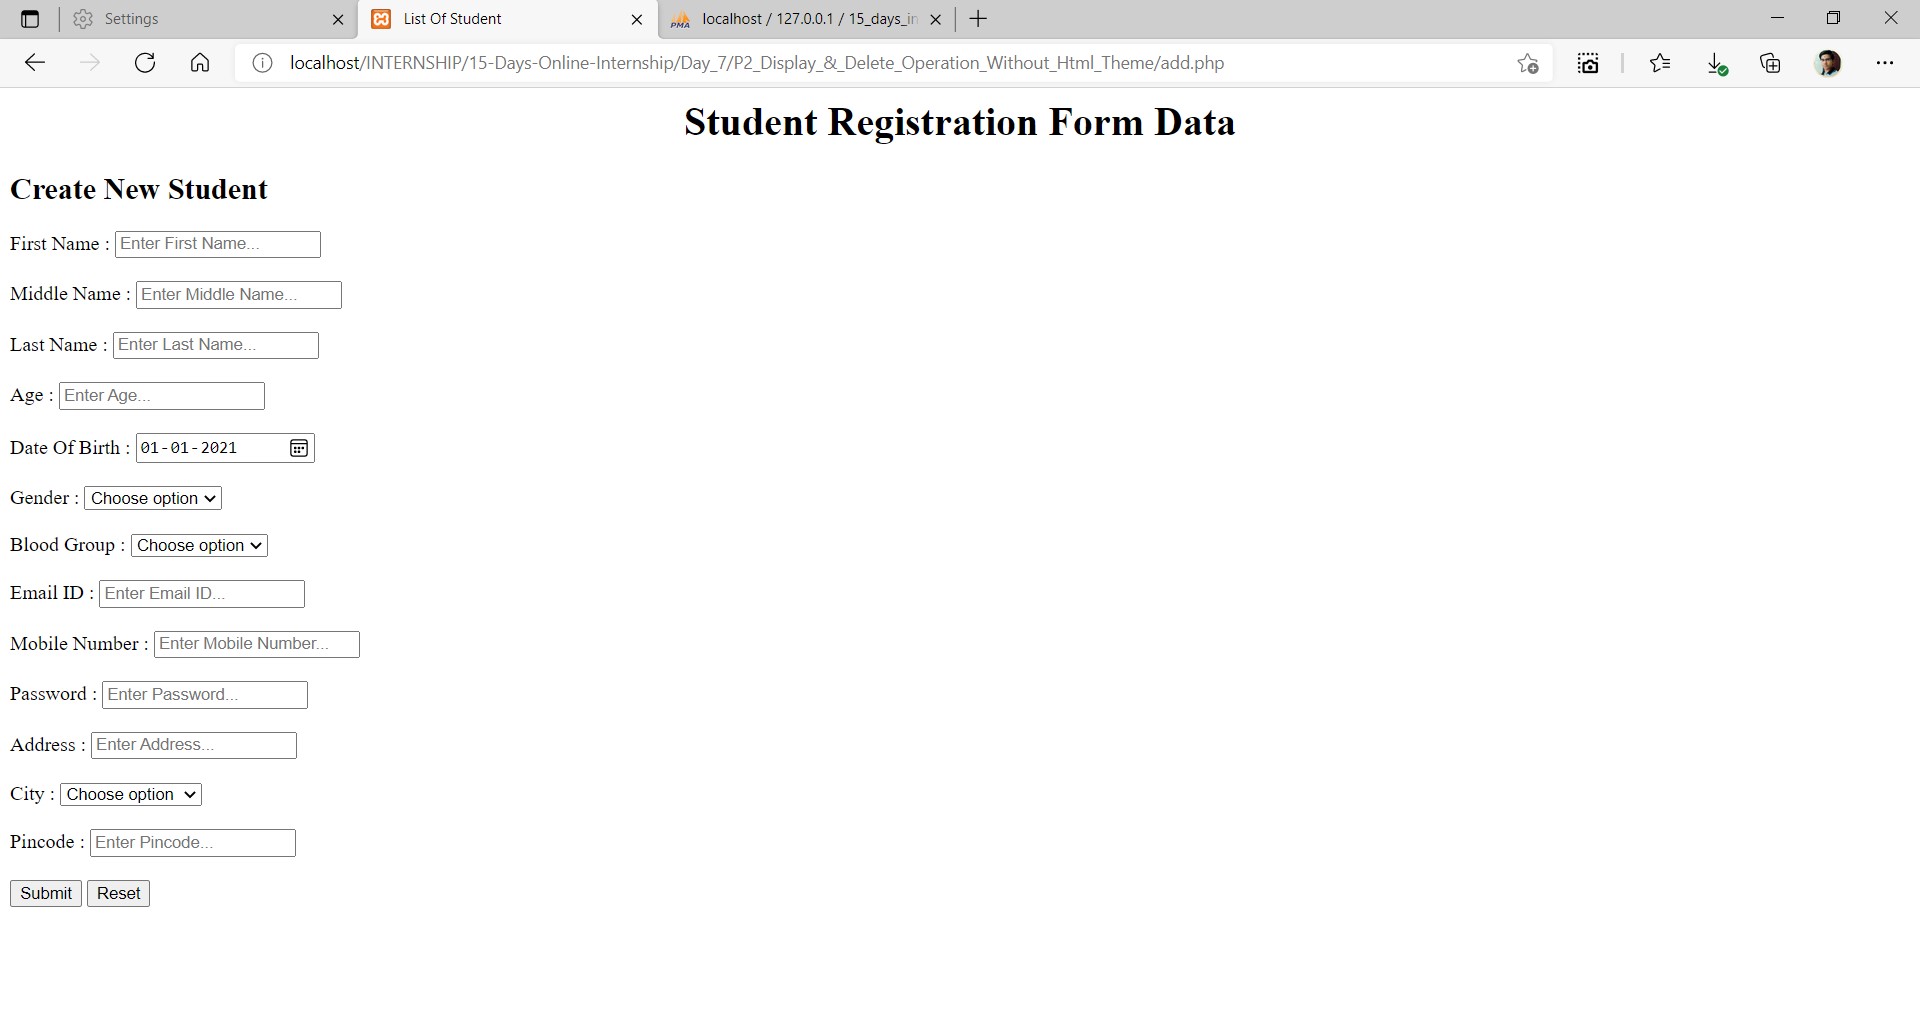 Settings
List Of Student
localhost / 127.0.0.1 / 15_days_in
localhost/INTERNSHIP/15-Days-Online-Internship/Day_7/P2_Display_&_Delete_Operation_Without_Html_Theme/add.php
Student Registration Form Data
Create New Student
First Name : Enter First Name...
Middle Name : Enter Middle Name...
Last Name : Enter Last Name...
Age : Enter Age...
Date Of Birth : 01-01-2021
Gender : Choose option
Blood Group : Choose option
Email ID : Enter Email ID...
Mobile Number : Enter Mobile Number...
Password : Enter Password...
Address : Enter Address...
City : Choose option
Pincode : Enter Pincode...
Submit Reset